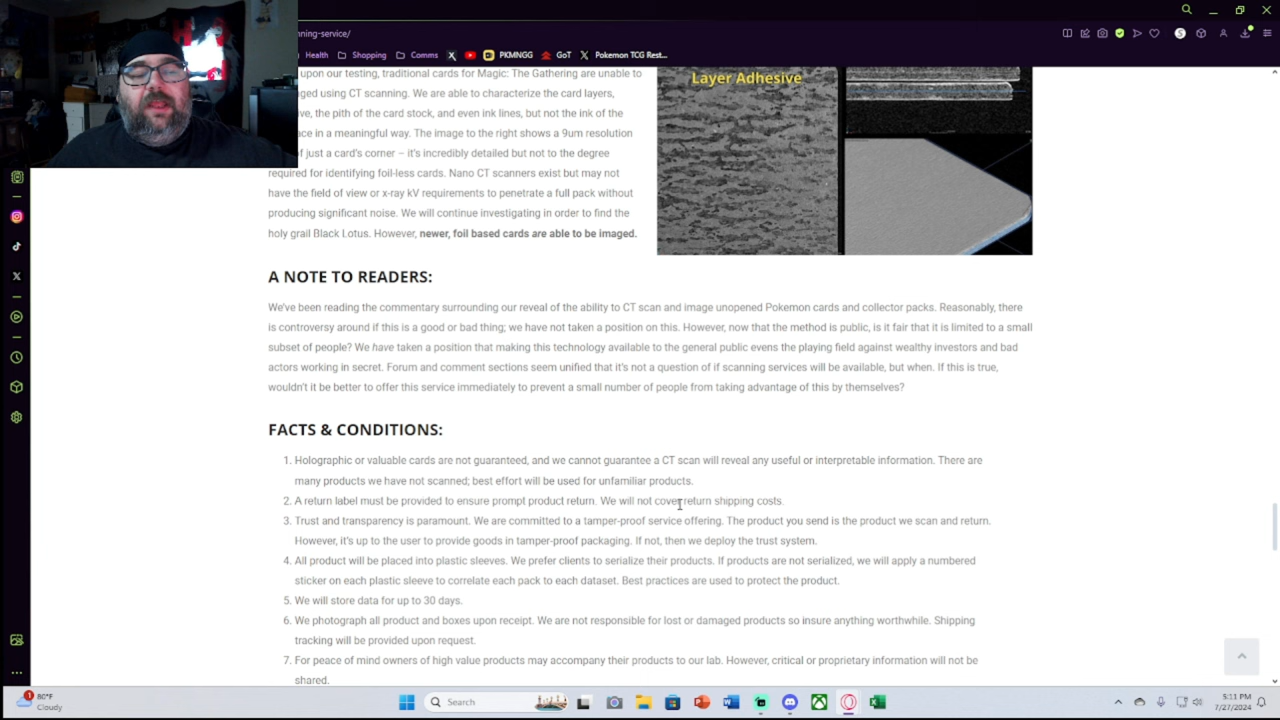 nning-service/
Health Shopping Comms PKMNGG GoT Pokemon TCG Rest...
upon our testing, traditional cards for Magic: The Gathering are unable to
ged using CT scanning. We are able to characterize the card layers,
ve, the pith of the card stock, and even ink lines, but not the ink of the
ace in a meaningful way. The image to the right shows a 9um resolution
of just a card's corner – it's incredibly detailed but not to the degree
required for identifying foil-less cards. Nano CT scanners exist but may not
have the field of view or x-ray kV requirements to penetrate a full pack without
producing significant noise. We will continue investigating in order to find the
holy grail Black Lotus. However, newer, foil based cards are able to be imaged.
Layer Adhesive
A NOTE TO READERS:
We've been reading the commentary surrounding our reveal of the ability to CT scan and image unopened Pokemon cards and collector packs. Reasonably, there
is controversy around if this is a good or bad thing; we have not taken a position on this. However, now that the method is public, is it fair that it is limited to a small
subset of people? We have taken a position that making this technology available to the general public evens the playing field against wealthy investors and bad
actors working in secret. Forum and comment sections seem unified that it's not a question of if scanning services will be available, but when. If this is true,
wouldn't it be better to offer this service immediately to prevent a small number of people from taking advantage of this by themselves?
FACTS & CONDITIONS:
1. Holographic or valuable cards are not guaranteed, and we cannot guarantee a CT scan will reveal any useful or interpretable information. There are
many products we have not scanned; best effort will be used for unfamiliar products.
2. A return label must be provided to ensure prompt product return. We will not cover return shipping costs.
3. Trust and transparency is paramount. We are committed to a tamper-proof service offering. The product you send is the product we scan and return.
However, it's up to the user to provide goods in tamper-proof packaging. If not, then we deploy the trust system.
4. All product will be placed into plastic sleeves. We prefer clients to serialize their products. If products are not serialized, we will apply a numbered
sticker on each plastic sleeve to correlate each pack to each dataset. Best practices are used to protect the product.
5. We will store data for up to 30 days.
6. We photograph all product and boxes upon receipt. We are not responsible for lost or damaged products so insure anything worthwhile. Shipping
tracking will be provided upon request.
7. For peace of mind owners of high value products may accompany their products to our lab. However, critical or proprietary information will not be
shared.
1
80°F
Cloudy
Search
5:11 PM
7/27/2024